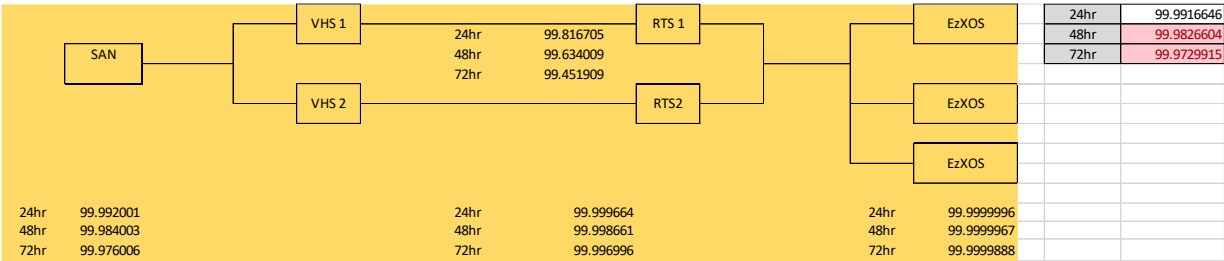 VHS 1 RTS 1 EzXOS 24hr 99.9916646
24hr 99.816705
48hr 99.634009 48hr 99.9826604
SAN 72hr 99.9729915
72hr 99.451909
VHS 2 RTS2 EzXOS
EzXOS
24hr 99.992001 24hr 99.999664 24hr 99.9999996
48hr 99.984003 48hr 99.998661 48hr 99.9999967
72hr 99.976006 72hr 99.996996 72hr 99.9999888